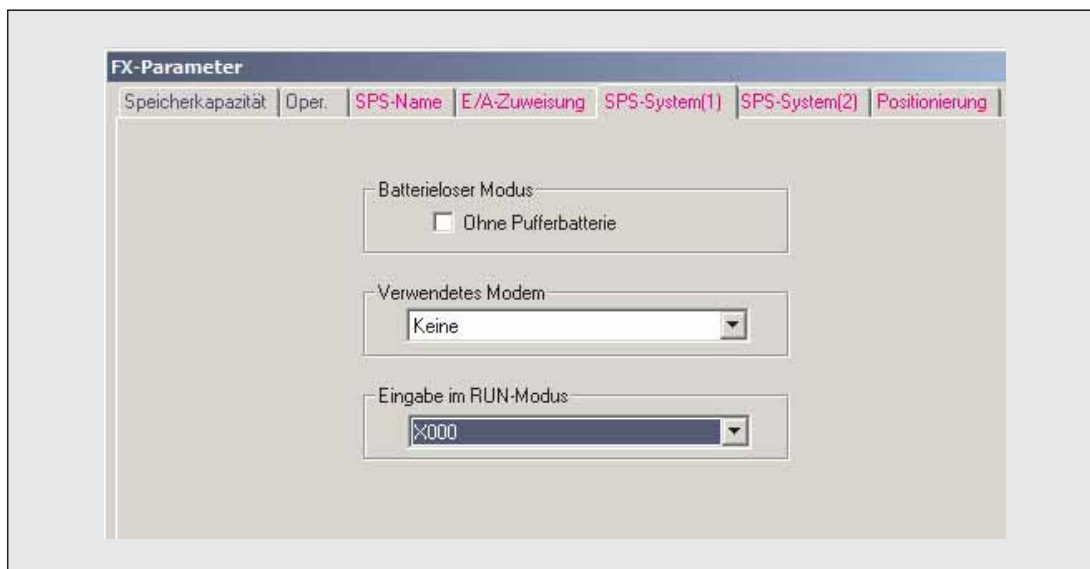 FX-Parameter
Speicherkapazität Oper. SPS-Name E/A-Zuweisung SPS-System(1) SPS-System(2) Positionierung
Batterieloser Modus
Ohne Pufferbatterie
Verwendetes Modem
Keine
Eingabe im RUN-Modus
X000